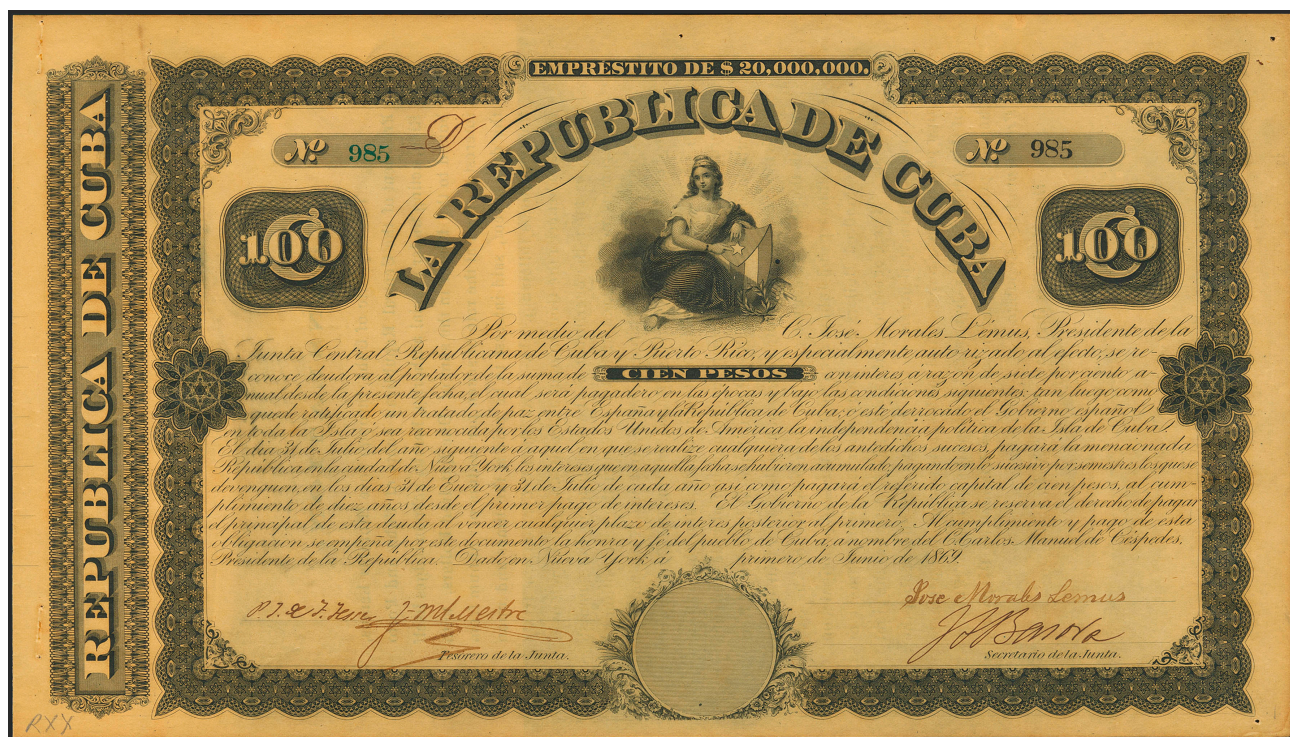 EMPRÉSTITO DE $ 20,000,000.
REPUBLICA DE CUBA
Nº 985 D
LA REPUBLICA DE CUBA
Nº 985
100
100
Por medio del C. José Morales Lémus, Presidente de la
Junta Central Republicana de Cuba y Puerto Rico, y especialmente autorizado al efecto, se re-
conoce deudora al portador de la suma de CIEN PESOS con interes á razon de siete por ciento a-
nual desde la presente fecha, el cual será pagadero en las épocas y bajo las condiciones siguientes: tan luego como
quede ratificado un tratado de paz entre España y la República de Cuba, ó esté derrocado el Gobierno español
en toda la Isla ó sea reconocida por los Estados Unidos de América la independencia política de la Isla de Cuba.
El dia 31 de Julio del año siguiente á aquel en que se realize cualquiera de los antedichos sucesos, pagará la mencionada
República en la ciudad de Nueva York los intereses que en aquella fecha se hubieren acumulado, pagando en lo sucesivo por semestres los que se
devenguen, en los dias 31 de Enero y 31 de Julio de cada año así como pagará el referido capital de cien pesos, al cum-
plimiento de diez años desde el primer pago de intereses. El Gobierno de la República se reserva el derecho de pagar
el principal de esta deuda al vencer cualquier plazo de interes posterior al primero. Al cumplimiento y pago de esta
obligacion se empeña por este documento la honra y fé del pueblo de Cuba, á nombre del C. Carlos Manuel de Céspedes,
Presidente de la República. Dado en Nueva York, á primero de Junio de 1869.
Jose Morales Lemus
J. M. Mestre
Tesorero de la Junta.
Secretario de la Junta.
RXX